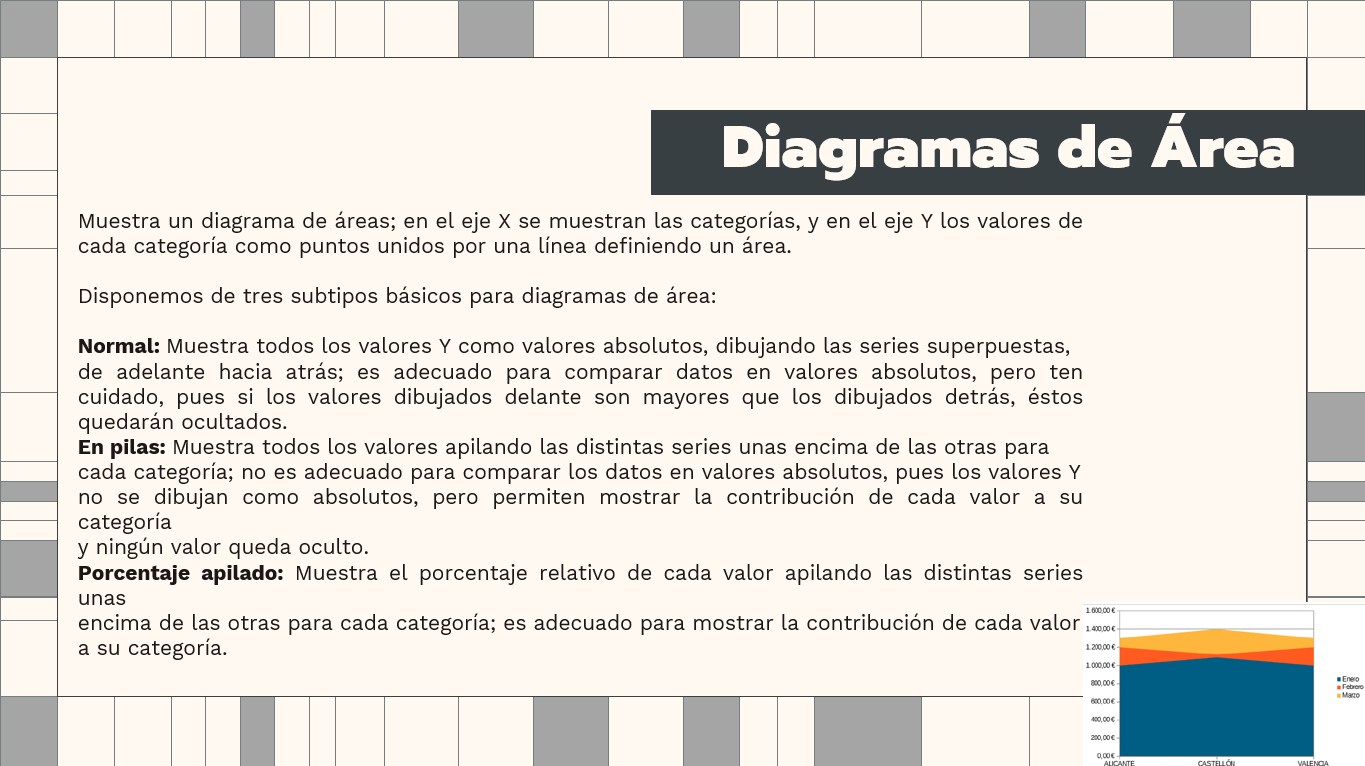 Diagramas de Área
Muestra un diagrama de áreas; en el eje X se muestran las categorías, y en el eje Y los valores de
cada categoría como puntos unidos por una línea definiendo un área.
Disponemos de tres subtipos básicos para diagramas de área:
Normal: Muestra todos los valores Y como valores absolutos, dibujando las series superpuestas,
de adelante hacia atrás; es adecuado para comparar datos en valores absolutos, pero ten
cuidado, pues si los valores dibujados delante son mayores que los dibujados detrás, éstos
quedarán ocultados.
En pilas: Muestra todos los valores apilando las distintas series unas encima de las otras para
cada categoría; no es adecuado para comparar los datos en valores absolutos, pues los valores Y
no se dibujan como absolutos, pero permiten mostrar la contribución de cada valor a su
categoría
y ningún valor queda oculto.
Porcentaje apilado: Muestra el porcentaje relativo de cada valor apilando las distintas series
unas
encima de las otras para cada categoría; es adecuado para mostrar la contribución de cada valor
a su categoría.
1.600,00 €
1.400,00 €
1.200,00 €
1.000,00 €
800,00 €
600,00 €
400,00 €
200,00 €
0,00 €
ALICANTE CASTELLÓN VALENCIA
Enero
Febrero
Marzo